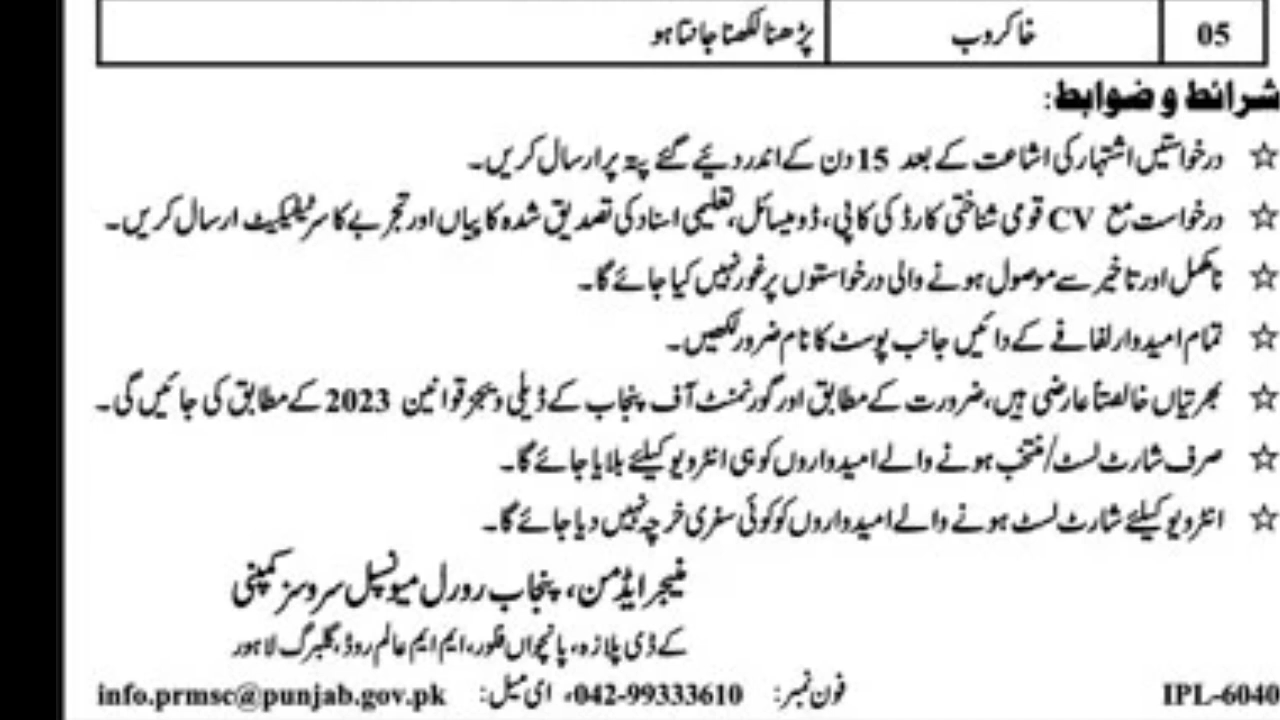 05 خاکروب پڑھنا لکھنا جانتا ہو
شرائط و ضوابط:
☆ درخواستیں اشتہار کی اشاعت کے بعد 15 دن کے اندر دیئے گئے پتہ پر ارسال کریں۔
☆ درخواست مع CV قومی شناختی کارڈ کی کاپی، ڈومیسائل، تعلیمی اسناد کی تصدیق شدہ کاپیاں اور تجربے کا سرٹیفکیٹ ارسال کریں۔
☆ نامکمل اور تاخیر سے موصول ہونے والی درخواستوں پر غور نہیں کیا جائے گا۔
☆ تمام امیدوار لفافے کے دائیں جانب پوسٹ کا نام ضرور لکھیں۔
☆ بھرتیاں خالصتاً عارضی ہیں، ضرورت کے مطابق اور گورنمنٹ آف پنجاب کے ڈیلی ویجز قوانین 2023 کے مطابق کی جائیں گی۔
☆ صرف شارٹ لسٹ/منتخب ہونے والے امیدواروں کو ہی انٹرویو کیلئے بلایا جائے گا۔
☆ انٹرویو کیلئے شارٹ لسٹ ہونے والے امیدواروں کو کوئی سفری خرچہ نہیں دیا جائے گا۔
منیجر ایڈمن، پنجاب رورل میونسپل سروسز کمپنی
کے ڈی پلازہ، پانچواں فلور، ایم ایم عالم روڈ، گلبرگ لاہور
IPL-6040 فون نمبر: 042-99333610، ای میل: info.prmsc@punjab.gov.pk